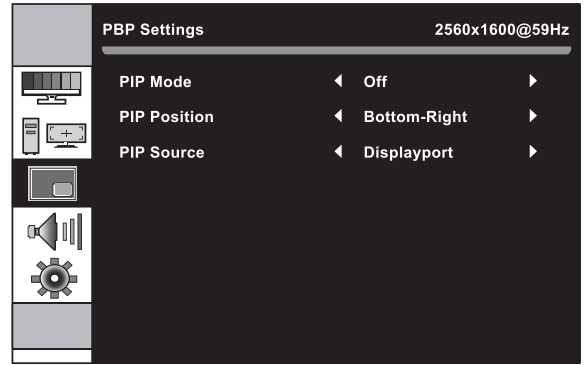 PBP Settings 2560x1600@59Hz
PIP Mode Off
PIP Position Bottom-Right
PIP Source Displayport